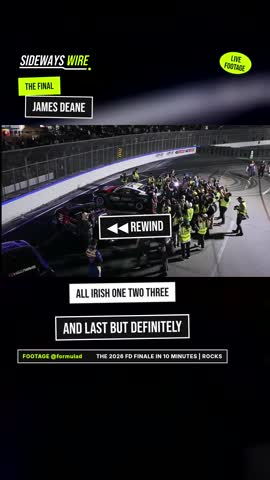 SIDEWAYS WIRE.
LIVE
FOOTAGE
THE FINAL
JAMES DEANE
REWIND
ALL IRISH ONE TWO THREE
AND LAST BUT DEFINITELY
FOOTAGE @formulad THE 2026 FD FINALE IN 10 MINUTES | ROCKS